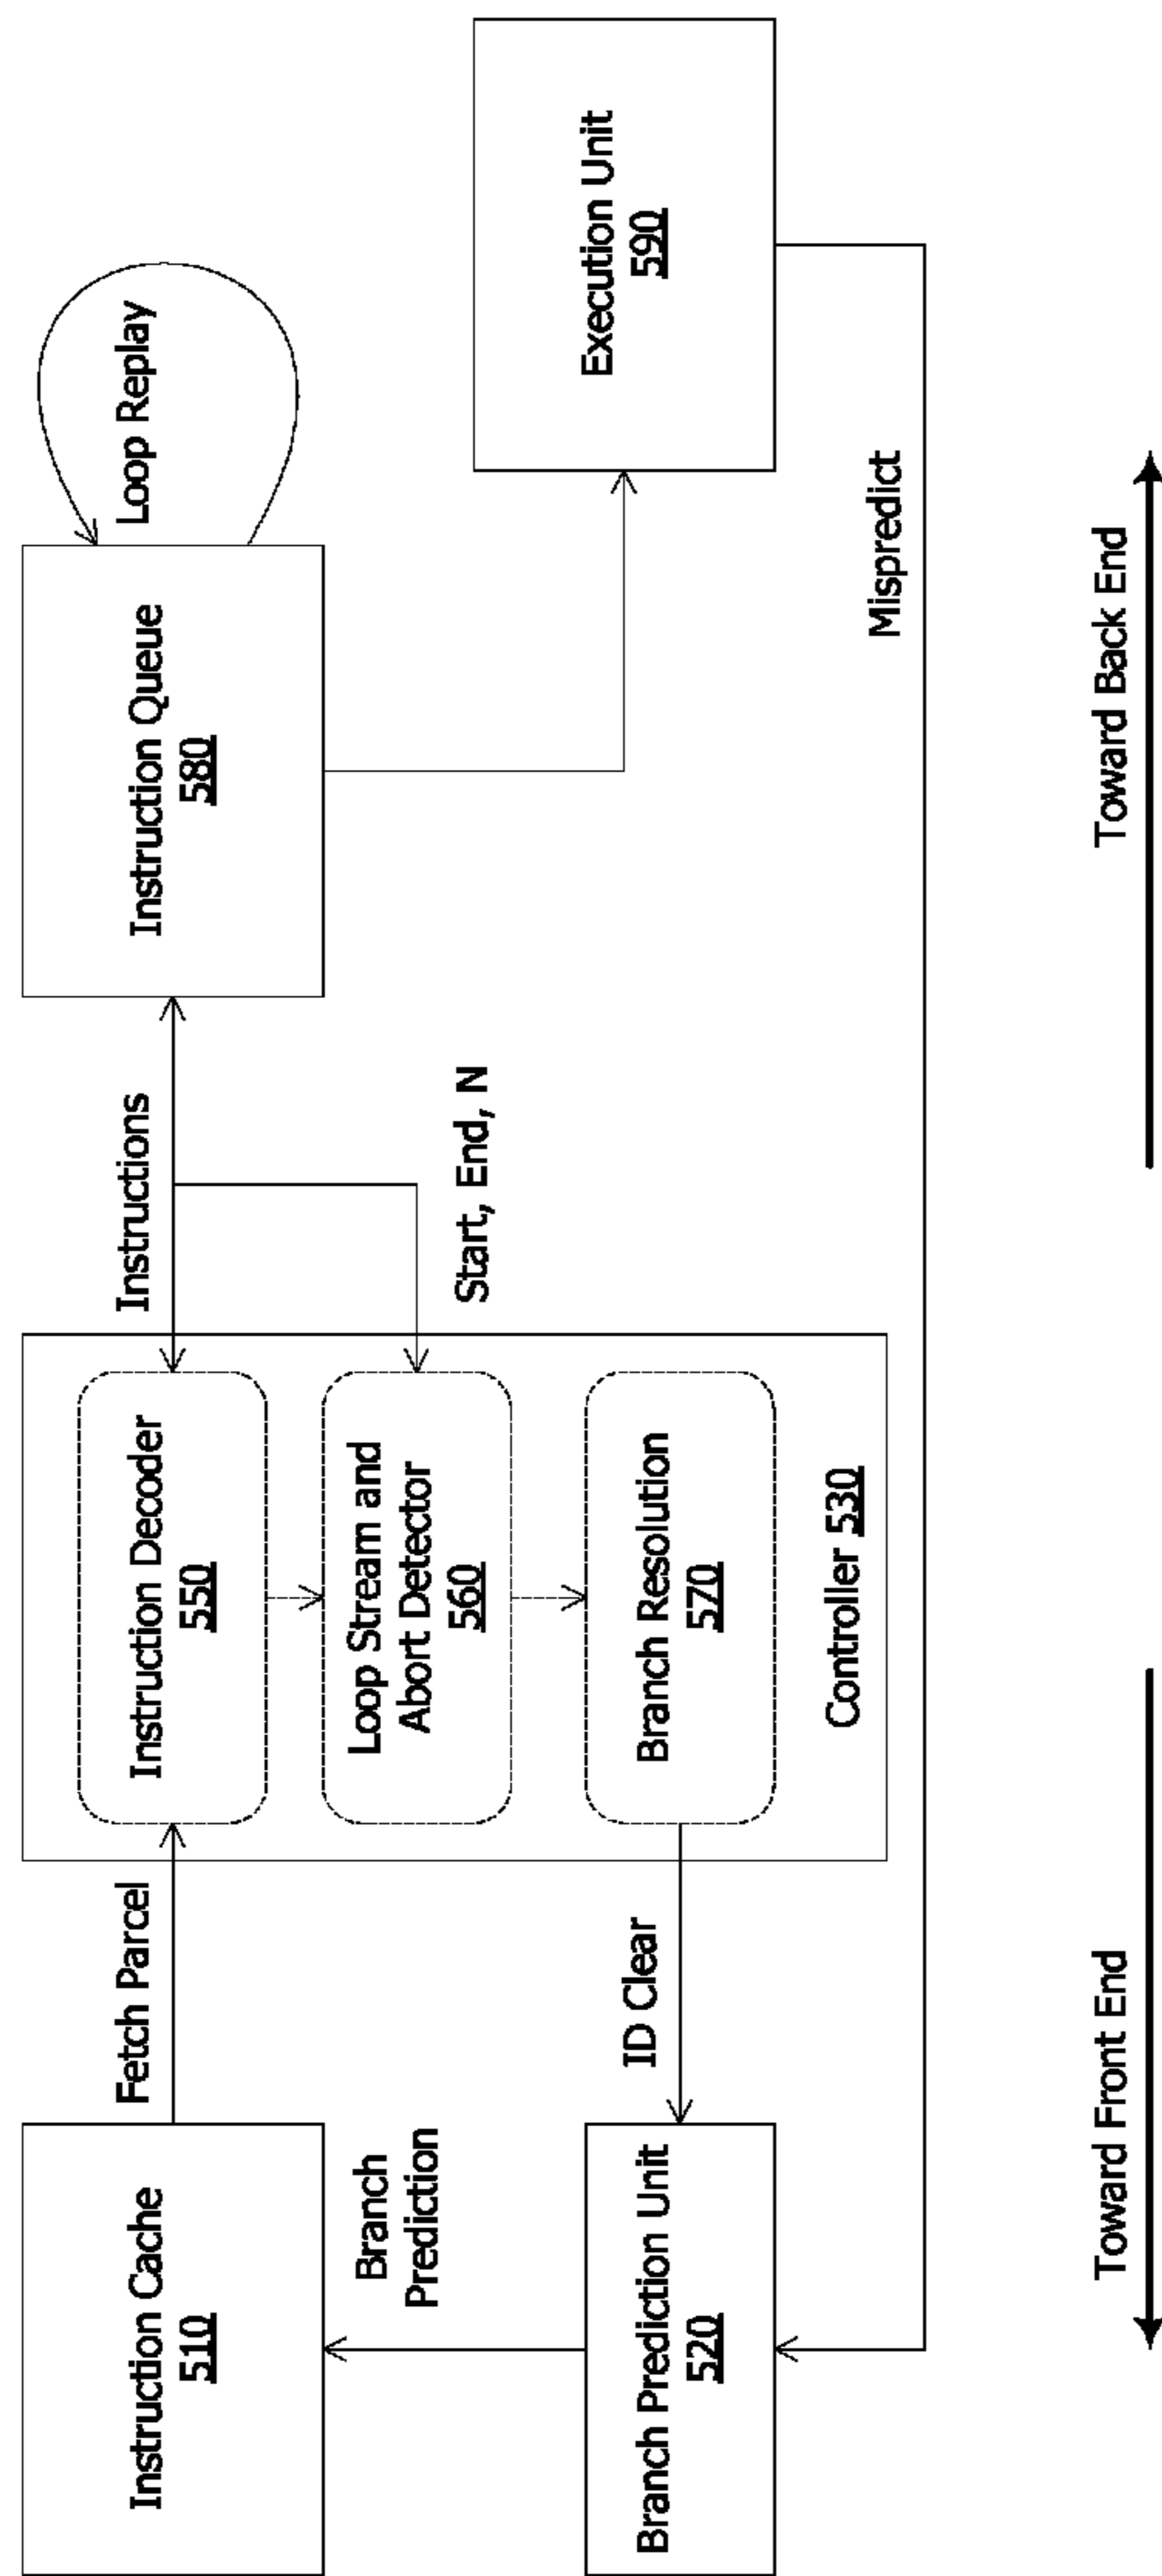 Instruction Cache
510
Fetch Parcel
Instruction Decoder
550
Instructions
Instruction Queue
580
Loop Replay
Branch
Prediction
Loop Stream and
Abort Detector
560
Start, End, N
Branch Prediction Unit
520
ID Clear
Branch Resolution
570
Controller 530
Execution Unit
590
Mispredict
Toward Front End
Toward Back End